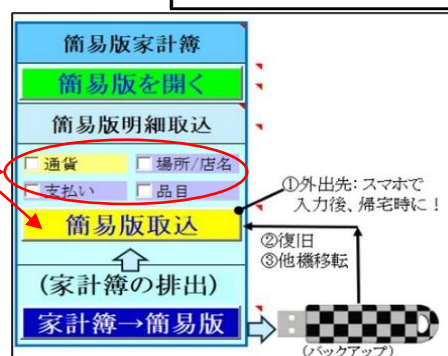 簡易版家計簿
簡易版を開く
簡易版明細取込
通貨
場所/店名
支払い
品目
簡易版取込
①外出先:スマホで
入力後、帰宅時に!
②復旧
③他機移転
(家計簿の排出)
家計簿→簡易版
(バックアップ)